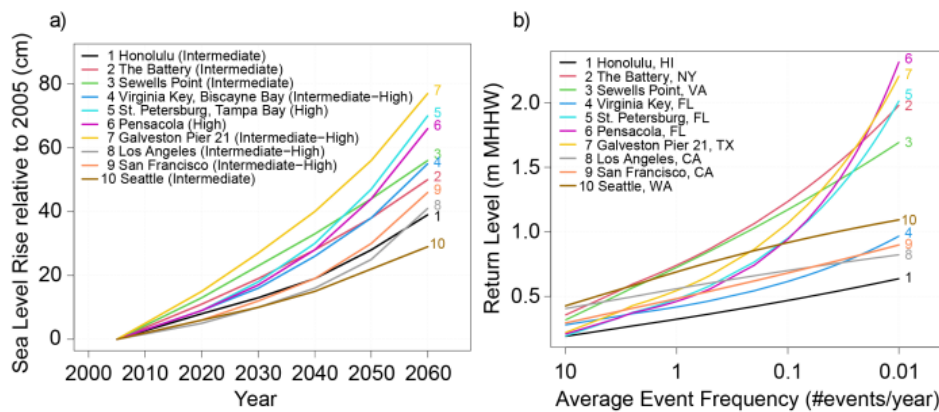 a)
Sea Level Rise relative to 2005 (cm)
80
60
40
20
0
1 Honolulu (Intermediate)
2 The Battery (Intermediate)
3 Sewells Point (Intermediate)
4 Virginia Key, Biscayne Bay (Intermediate−High)
5 St. Petersburg, Tampa Bay (High)
6 Pensacola (High)
7 Galveston Pier 21 (Intermediate−High)
8 Los Angeles (Intermediate−High)
9 San Francisco (Intermediate−High)
10 Seattle (Intermediate)
7
5
6
3
4
2
9
8
1
10
2000 2010 2020 2030 2040 2050 2060
Year
b)
Return Level (m MHHW)
2.0
1.5
1.0
0.5
1 Honolulu, HI
2 The Battery, NY
3 Sewells Point, VA
4 Virginia Key, FL
5 St. Petersburg, FL
6 Pensacola, FL
7 Galveston Pier 21, TX
8 Los Angeles, CA
9 San Francisco, CA
10 Seattle, WA
6
7
5
2
3
10
4
9
8
1
10 1 0.1 0.01
Average Event Frequency (#events/year)